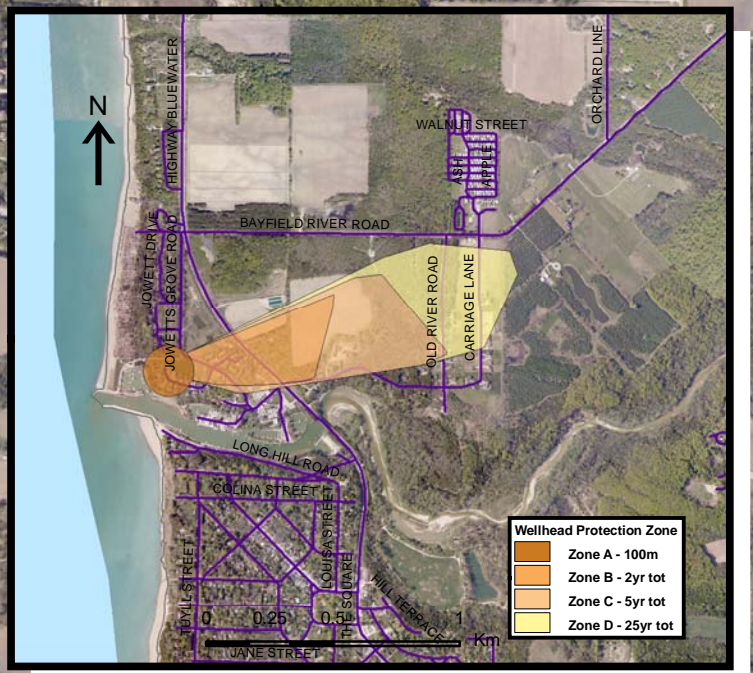 N
HIGHWAY BLUEWATER
ORCHARD LINE
WALNUT STREET
ASH
APPLE
BAYFIELD RIVER ROAD
JOWETT DRIVE
JOWETTS GROVE ROAD
OLD RIVER ROAD
CARRIAGE LANE
LONG HILL ROAD
COLINA STREET
LOUISA STREET
TUYLL STREET
THE SQUARE
HILL TERRACE
JANE STREET
0 0.25 0.5 1
Km
Wellhead Protection Zone
Zone A - 100m
Zone B - 2yr tot
Zone C - 5yr tot
Zone D - 25yr tot